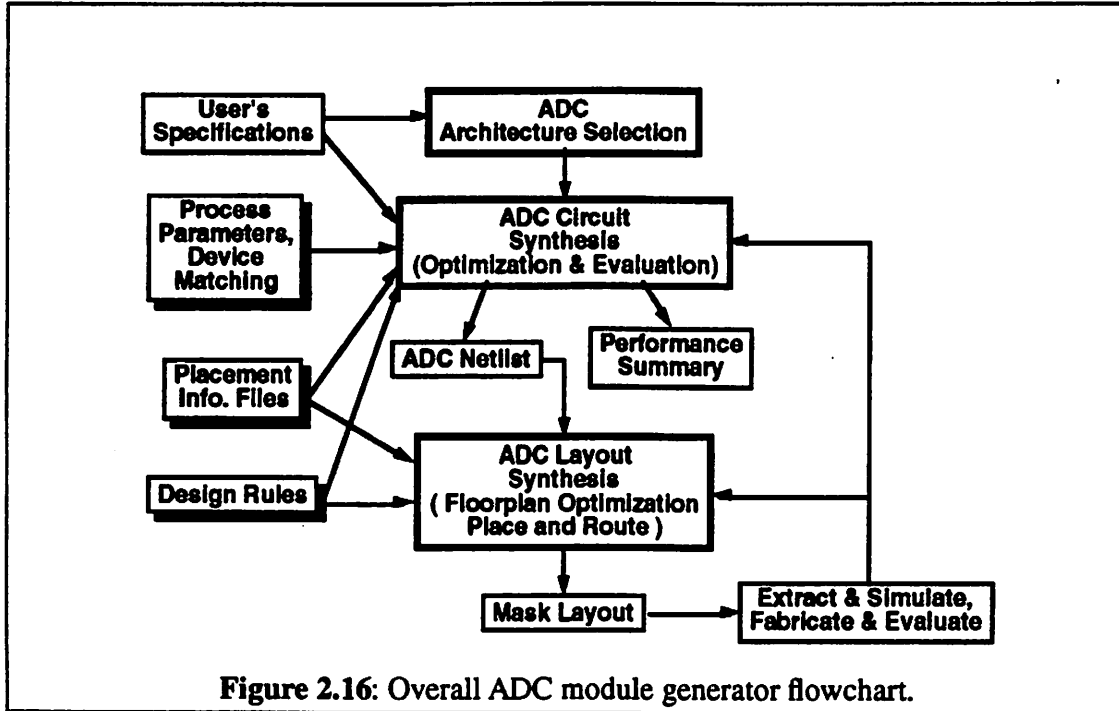 User's
Specifications
ADC
Architecture Selection
Process
Parameters,
Device
Matching
ADC Circuit
Synthesis
(Optimization & Evaluation)
ADC Netlist
Performance
Summary
Placement
Info. Files
Design Rules
ADC Layout
Synthesis
( Floorplan Optimization
Place and Route )
Mask Layout
Extract & Simulate,
Fabricate & Evaluate
Figure 2.16: Overall ADC module generator flowchart.